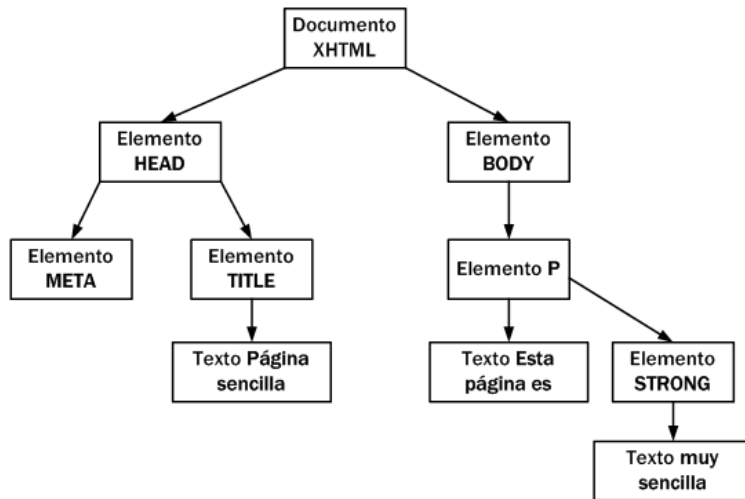 Documento
XHTML
Elemento
HEAD
Elemento
BODY
Elemento
META
Elemento
TITLE
Elemento P
Texto Página
sencilla
Texto Esta
página es
Elemento
STRONG
Texto muy
sencilla